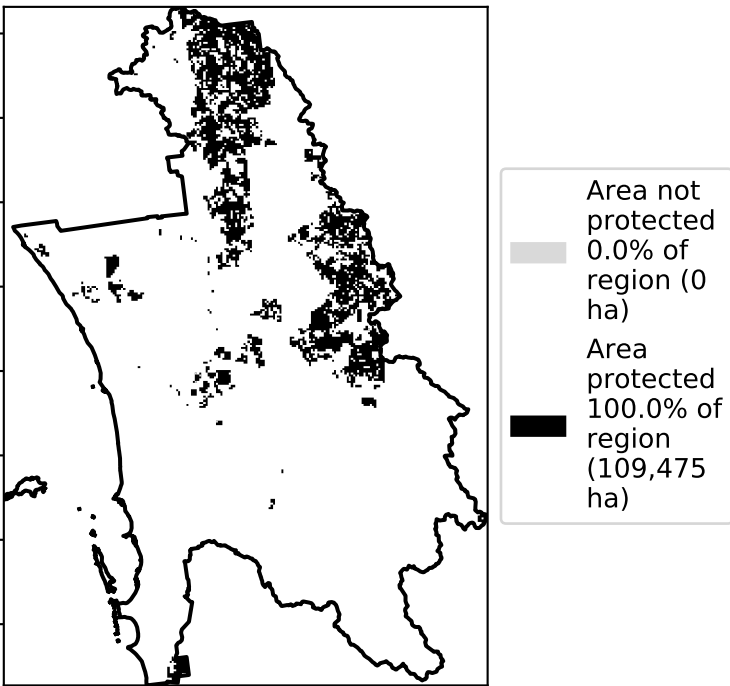 Area not
protected
0.0% of
region (0
ha)
Area
protected
100.0% of
region
(109,475
ha)